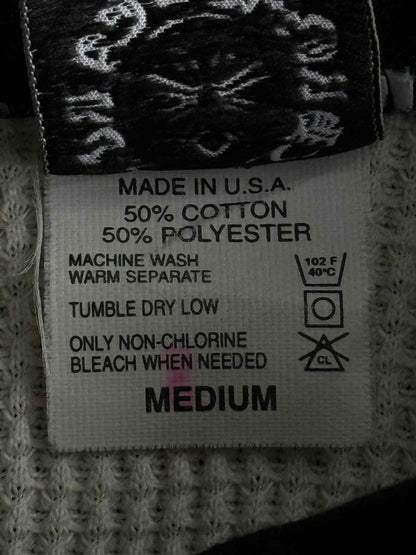 MADE IN U.S.A.
50% COTTON
50% POLYESTER
MACHINE WASH
WARM SEPARATE
102 F
40°C
TUMBLE DRY LOW
ONLY NON-CHLORINE
BLEACH WHEN NEEDED
CL
MEDIUM